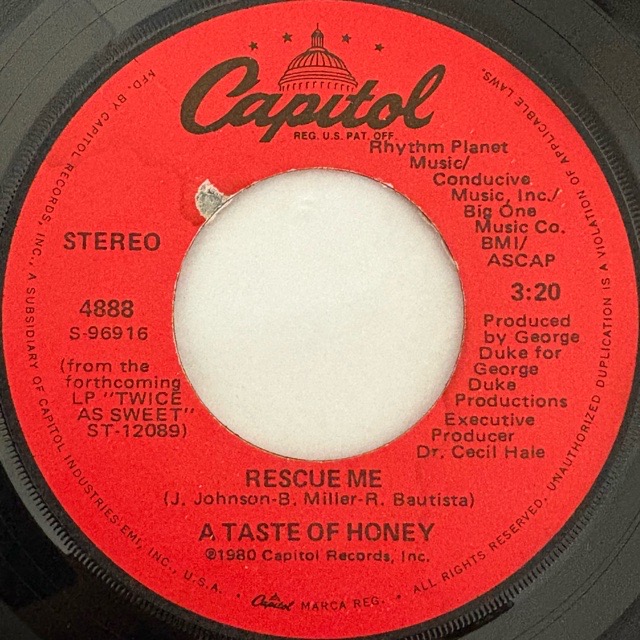 Capitol
REG. U.S. PAT. OFF.
Rhythm Planet
Music/
Conducive
Music, Inc./
Big One
Music Co.
BMI/
ASCAP
STEREO
3:20
4888
S-96916
Produced
by George
Duke for
George
Duke
Productions
Executive
Producer
Dr. Cecil Hale
(from the
forthcoming
LP "TWICE
AS SWEET"
ST-12089)
RESCUE ME
(J. Johnson-B. Miller-R. Bautista)
A TASTE OF HONEY
℗1980 Capitol Records, Inc.
MFD. BY CAPITOL RECORDS, INC., A SUBSIDIARY OF CAPITOL INDUSTRIES-EMI, INC., U.S.A. • Capitol MARCA REG. • ALL RIGHTS RESERVED. UNAUTHORIZED DUPLICATION IS A VIOLATION OF APPLICABLE LAWS.